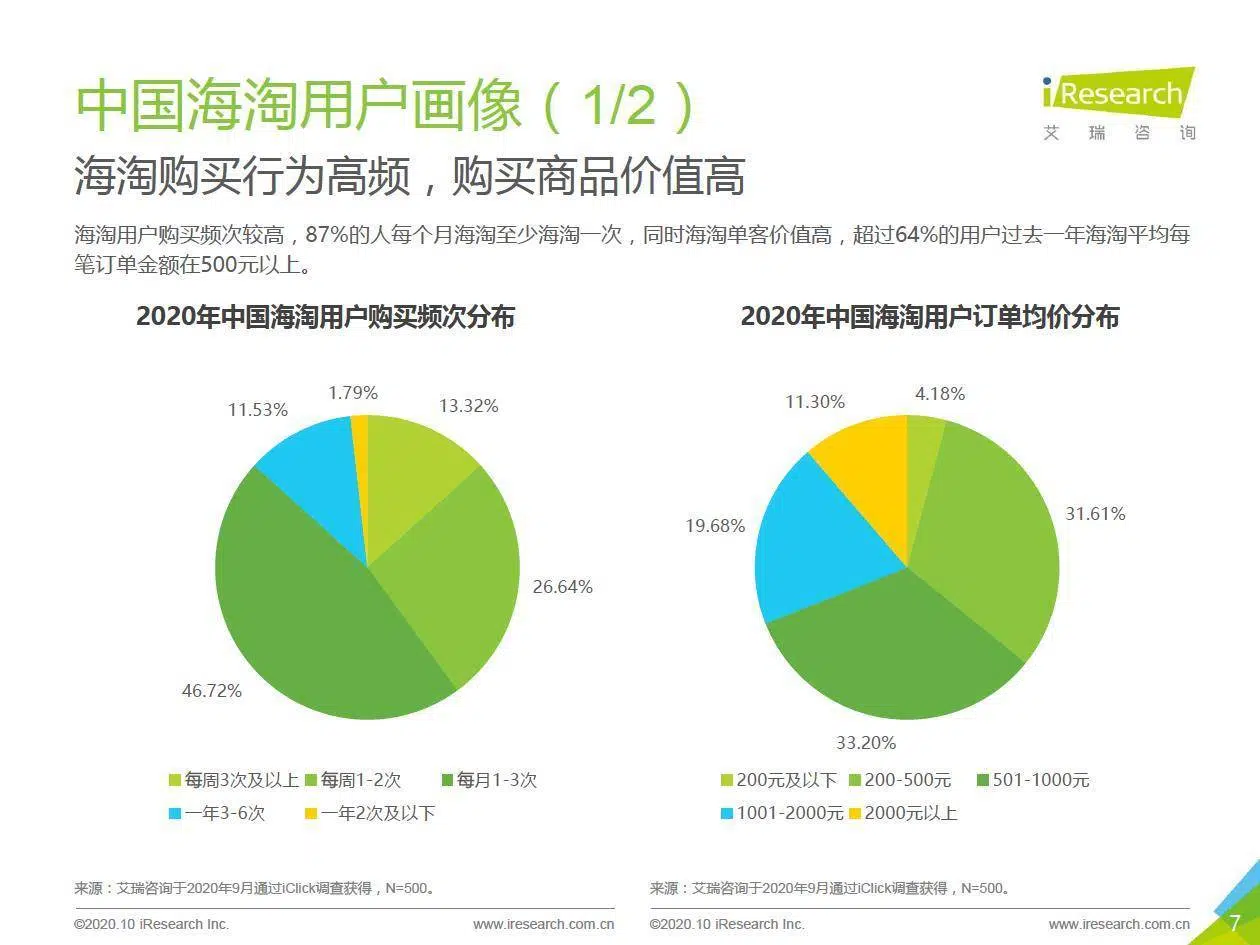 中国海淘用户画像（1/2）
iResearch
艾瑞咨询
海淘购买行为高频，购买商品价值高
海淘用户购买频次较高，87%的人每个月海淘至少海淘一次，同时海淘单客价值高，超过64%的用户过去一年海淘平均每
笔订单金额在500元以上。
2020年中国海淘用户购买频次分布
1.79%
11.53%
13.32%
26.64%
46.72%
每周3次及以上 每周1-2次 每月1-3次
一年3-6次 一年2次及以下
2020年中国海淘用户订单均价分布
4.18%
11.30%
31.61%
19.68%
33.20%
200元及以下 200-500元 501-1000元
1001-2000元 2000元以上
来源：艾瑞咨询于2020年9月通过iClick调查获得，N=500。
©2020.10 iResearch Inc. www.iresearch.com.cn
来源：艾瑞咨询于2020年9月通过iClick调查获得，N=500。
©2020.10 iResearch Inc. www.iresearch.com.cn
7